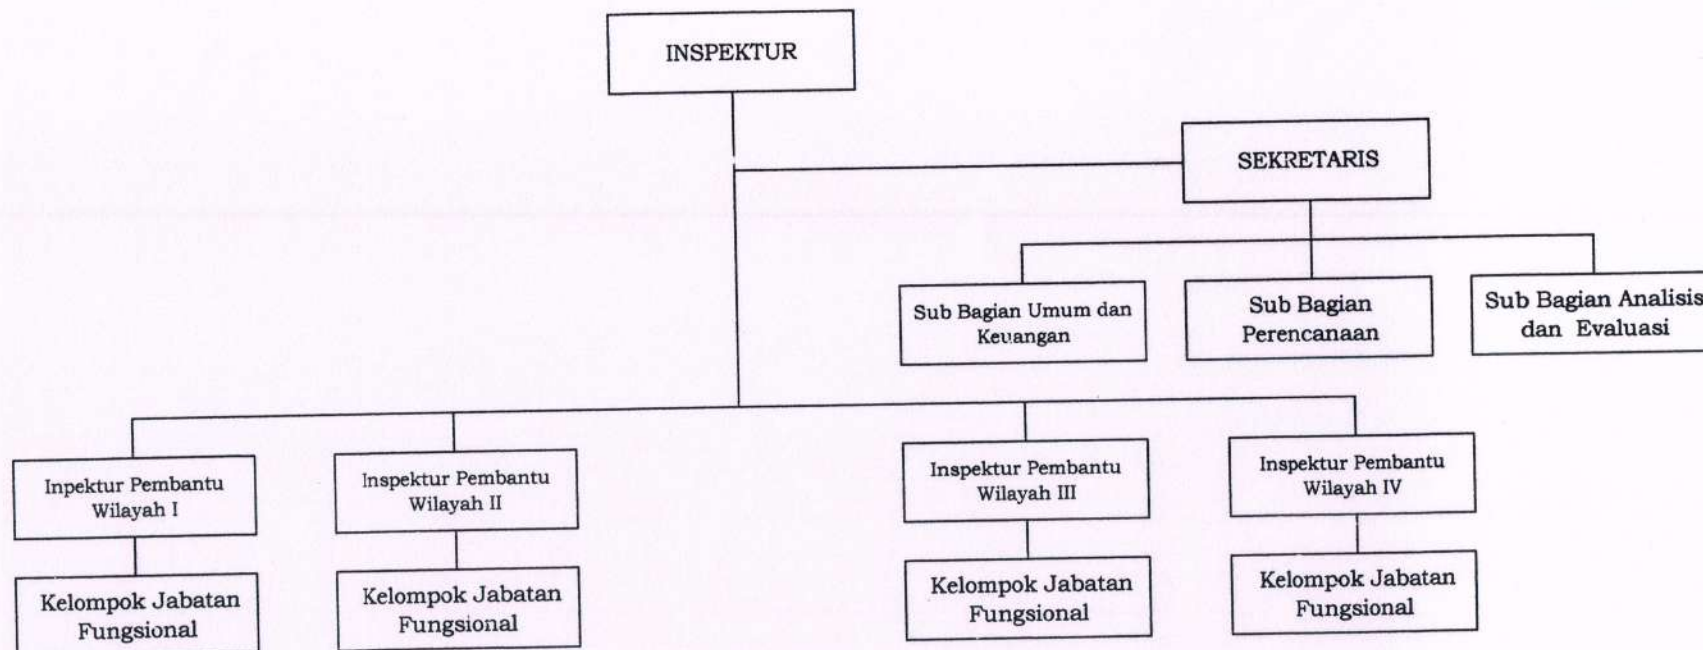 INSPEKTUR
SEKRETARIS
Sub Bagian Umum dan
Keuangan
Sub Bagian
Perencanaan
Sub Bagian Analisis
dan Evaluasi
Inpektur Pembantu
Wilayah I
Inspektur Pembantu
Wilayah II
Inspektur Pembantu
Wilayah III
Inspektur Pembantu
Wilayah IV
Kelompok Jabatan
Fungsional
Kelompok Jabatan
Fungsional
Kelompok Jabatan
Fungsional
Kelompok Jabatan
Fungsional